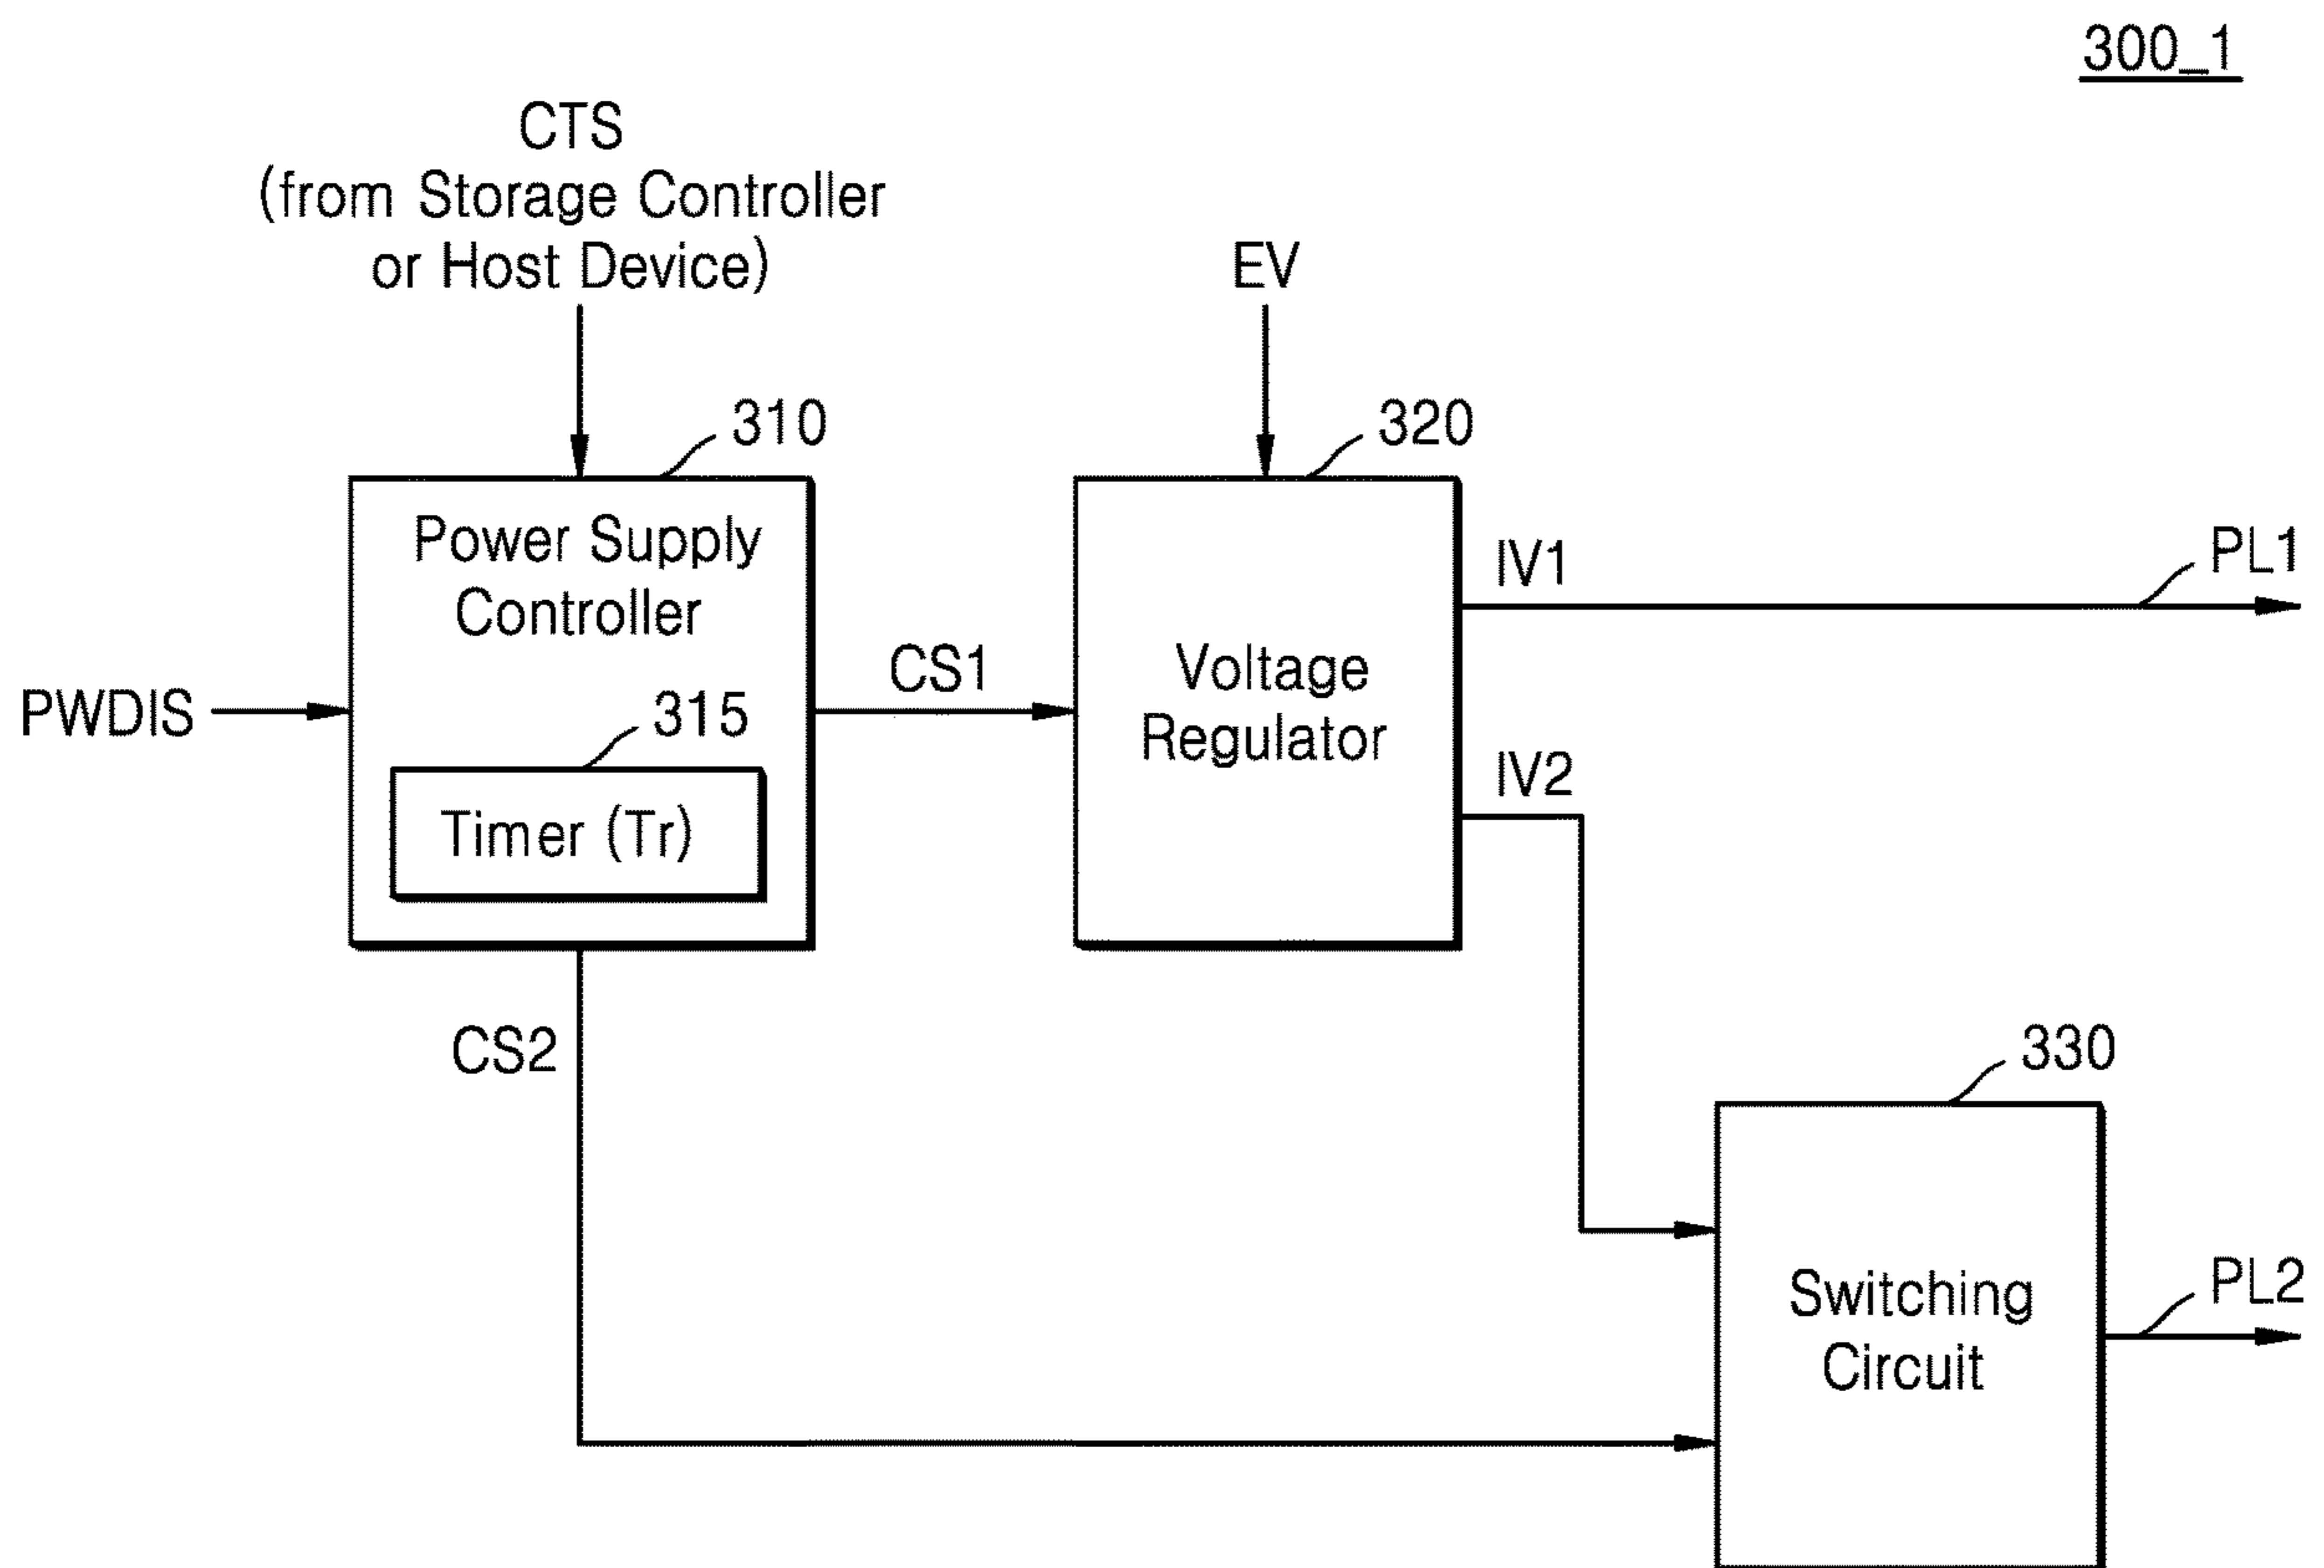 300_1
CTS
(from Storage Controller
or Host Device)
EV
310
320
Power Supply
Controller
IV1
PL1
CS1
Voltage
Regulator
PWDIS
315
IV2
Timer (Tr)
CS2
330
Switching
Circuit
PL2